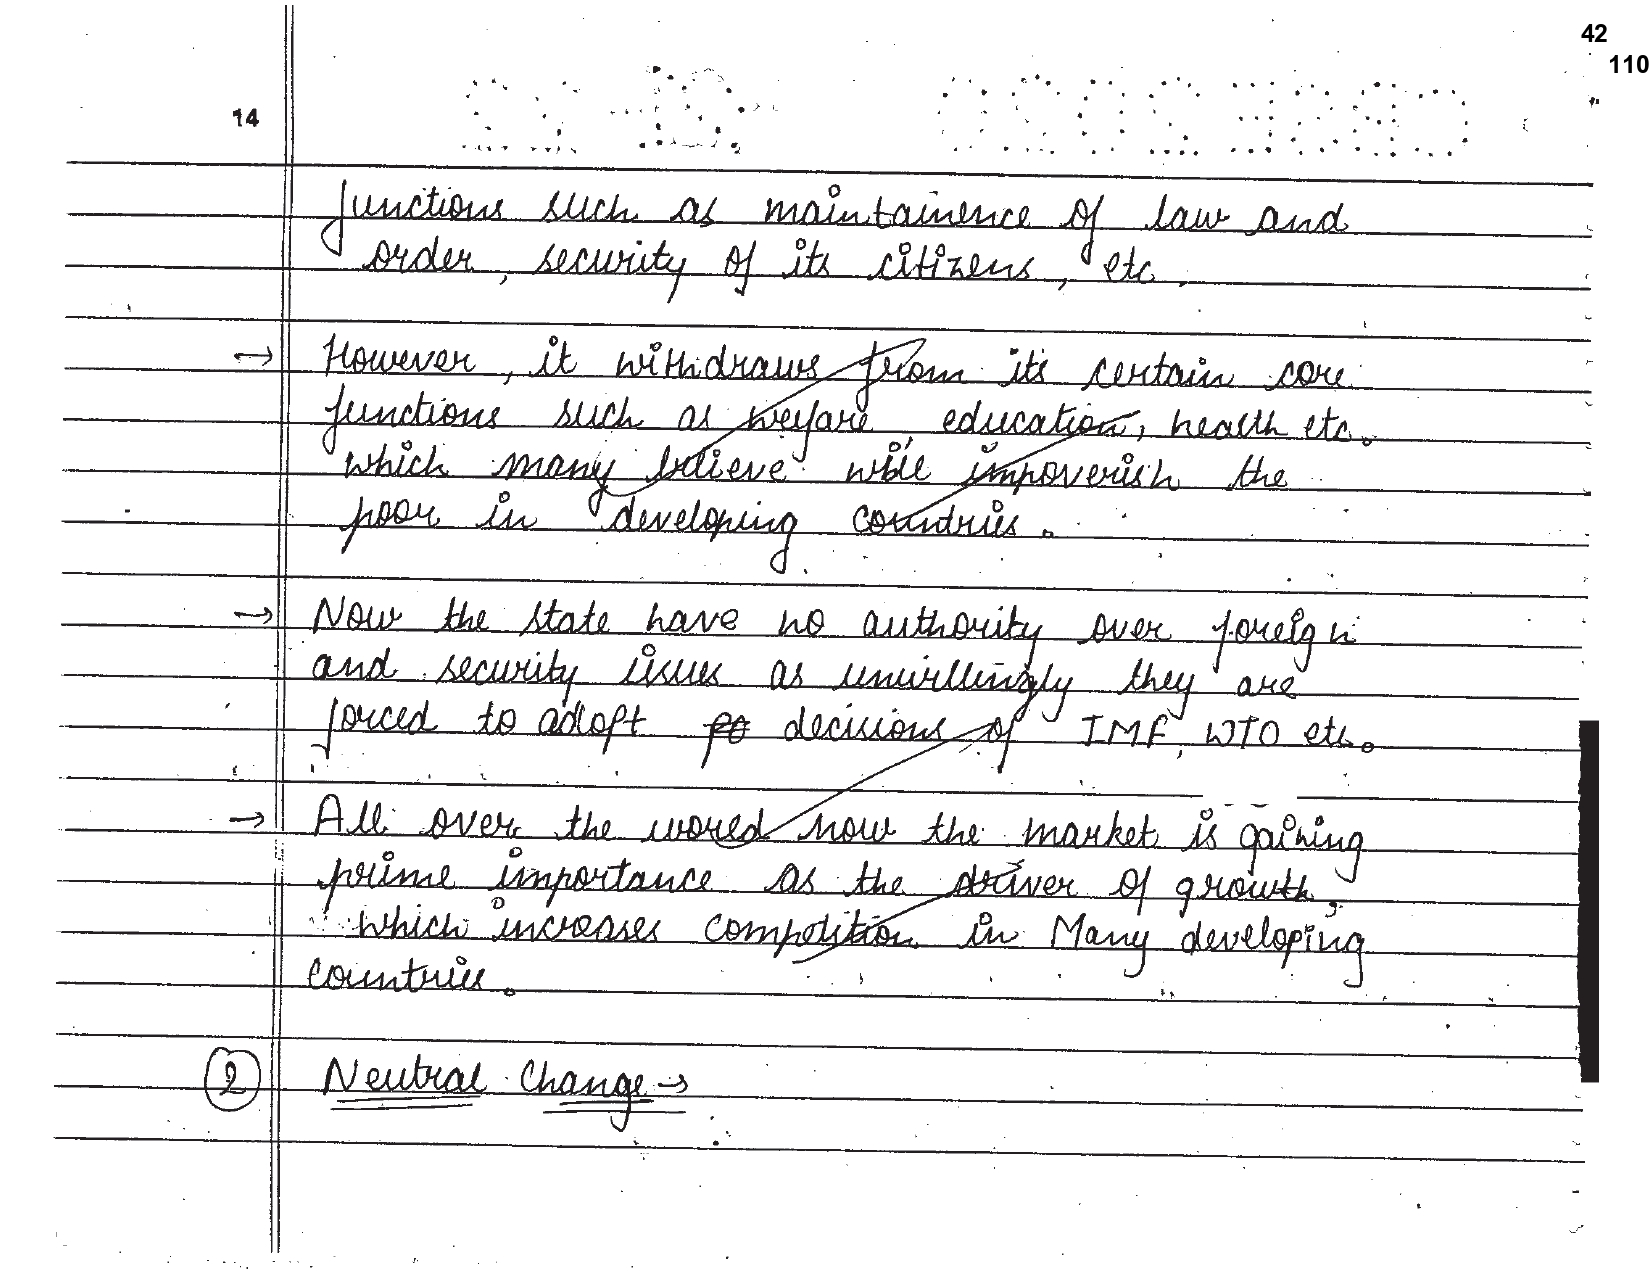 42
110
14
CBSE 2020
functions such as maintainence of law and
order, security of its citizens, etc.
→ However, it withdraws from its certain core
functions such as welfare, education, health etc.
which many believe will impoverish the
poor in developing countries.
→ Now the state have no authority over foreign
and security issues as unwillingly they are
forced to adopt decisions of IMF, WTO etc.
→ All over the world now the market is gaining
prime importance as the driver of growth,
which increases competition in Many developing
countries.
2 Neutral Change →